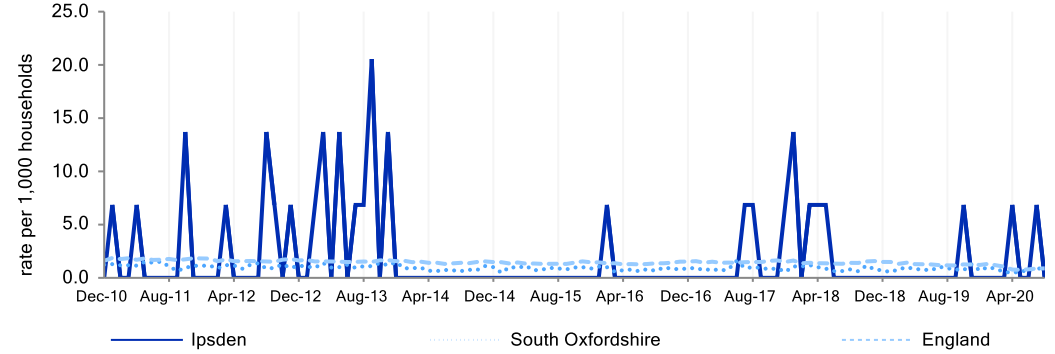 25.0
20.0
15.0
10.0
5.0
0.0
rate per 1,000 households
Dec-10 Aug-11 Apr-12 Dec-12 Aug-13 Apr-14 Dec-14 Aug-15 Apr-16 Dec-16 Aug-17 Apr-18 Dec-18 Aug-19 Apr-20
Ipsden South Oxfordshire England